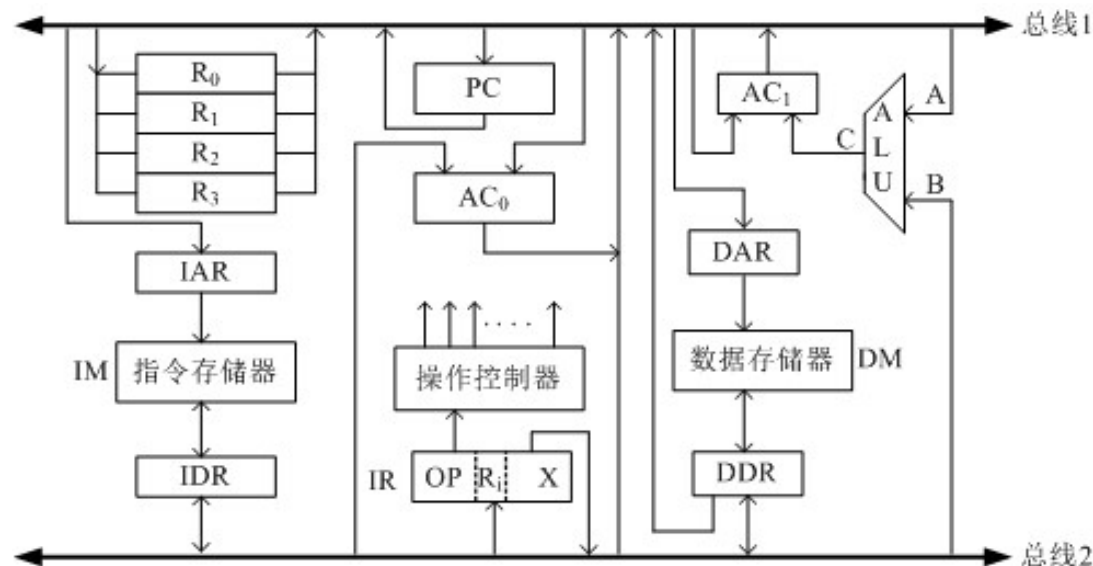 总线1
R₀
R₁
R₂
R₃
PC
AC₁
A
A
L
U
C
B
AC₀
IAR
DAR
IM
指令存储器
操作控制器
数据存储器
DM
IDR
IR
OP
Rᵢ
X
DDR
总线2